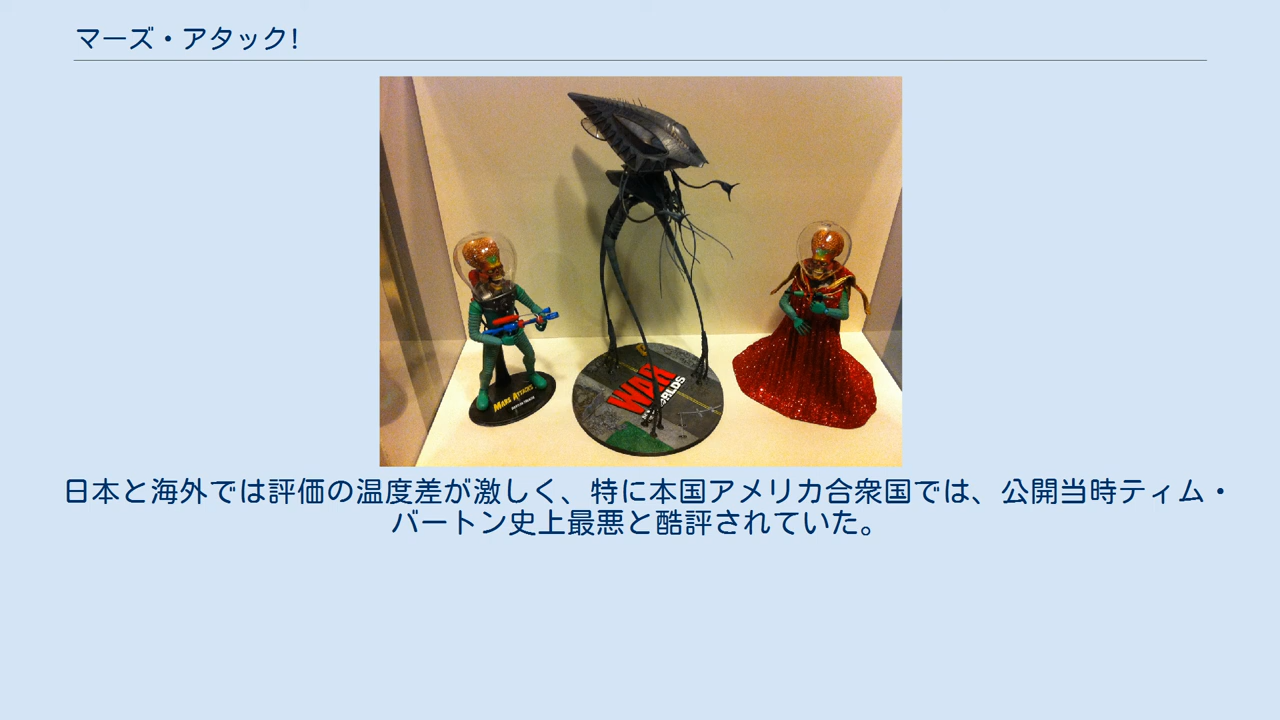 マーズ・アタック!
MARS ATTACKS
WAR
日本と海外では評価の温度差が激しく、特に本国アメリカ合衆国では、公開当時ティム・
バートン史上最悪と酷評されていた。